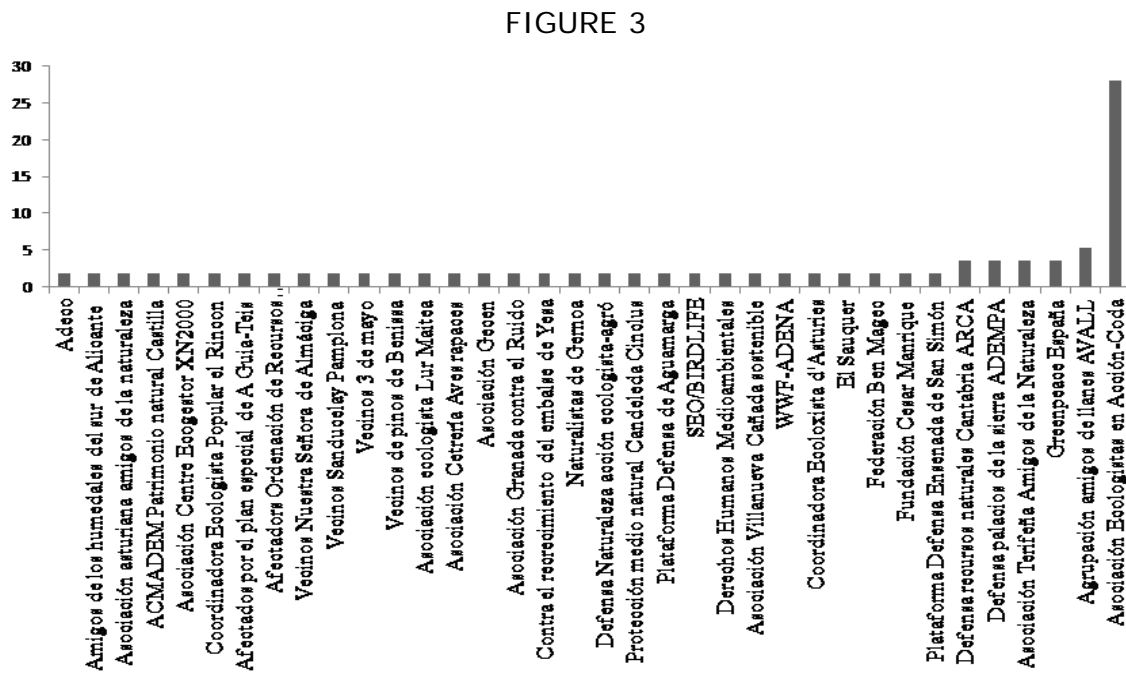 FIGURE 3
30
25
20
15
10
5
0
Adeco
Amigos de los humedales del sur de Alicante
Asociación asturiana amigos de la naturaleza
ACMADEM Patrimonio natural Castilla
Asociación Centre Ecogestor XN2000
Coordinadora Ecologista Popular el Rincon
Afectados por el plan especial de A Guia-Teis
Afectadors Ordenación de Recursos…
Vecinos Nuestra Señora de Almáciga
Vecinos Sanducelay Pamplona
Vecinos 3 de mayo
Vecinos de pinos de Benissa
Asociación ecologista Lur Maitea
Asociación Cetrería Aves rapaces
Asociación Geoen
Asociación Granada contra el Ruido
Contra el recrecimiento del embalse de Yesa
Naturalistas de Gernoa
Defensa Naturaleza acción ecologista-agró
Protección medio natural Candeleda Cinolus
Plataforma Defensa de Aguamarga
SEO/BIRDLIFE
Derechos Humanos Medioambientales
Asociación Villanueva Cañada sostenible
WWF-ADENA
Coordinadora Ecoloxista d'Asturies
El Sauquer
Federación Ben Mageo
Fundación Cesar Manrique
Plataforma Defensa Ensenada de San Simón
Defensa recursos naturales Cantabria ARCA
Defensa palacios de la sierra ADEMPA
Asociación Terifeña Amigos de la Naturaleza
Greenpeace España
Agrupación amigos de llanes AVALL
Asociación Ecologistas en Acción-Coda